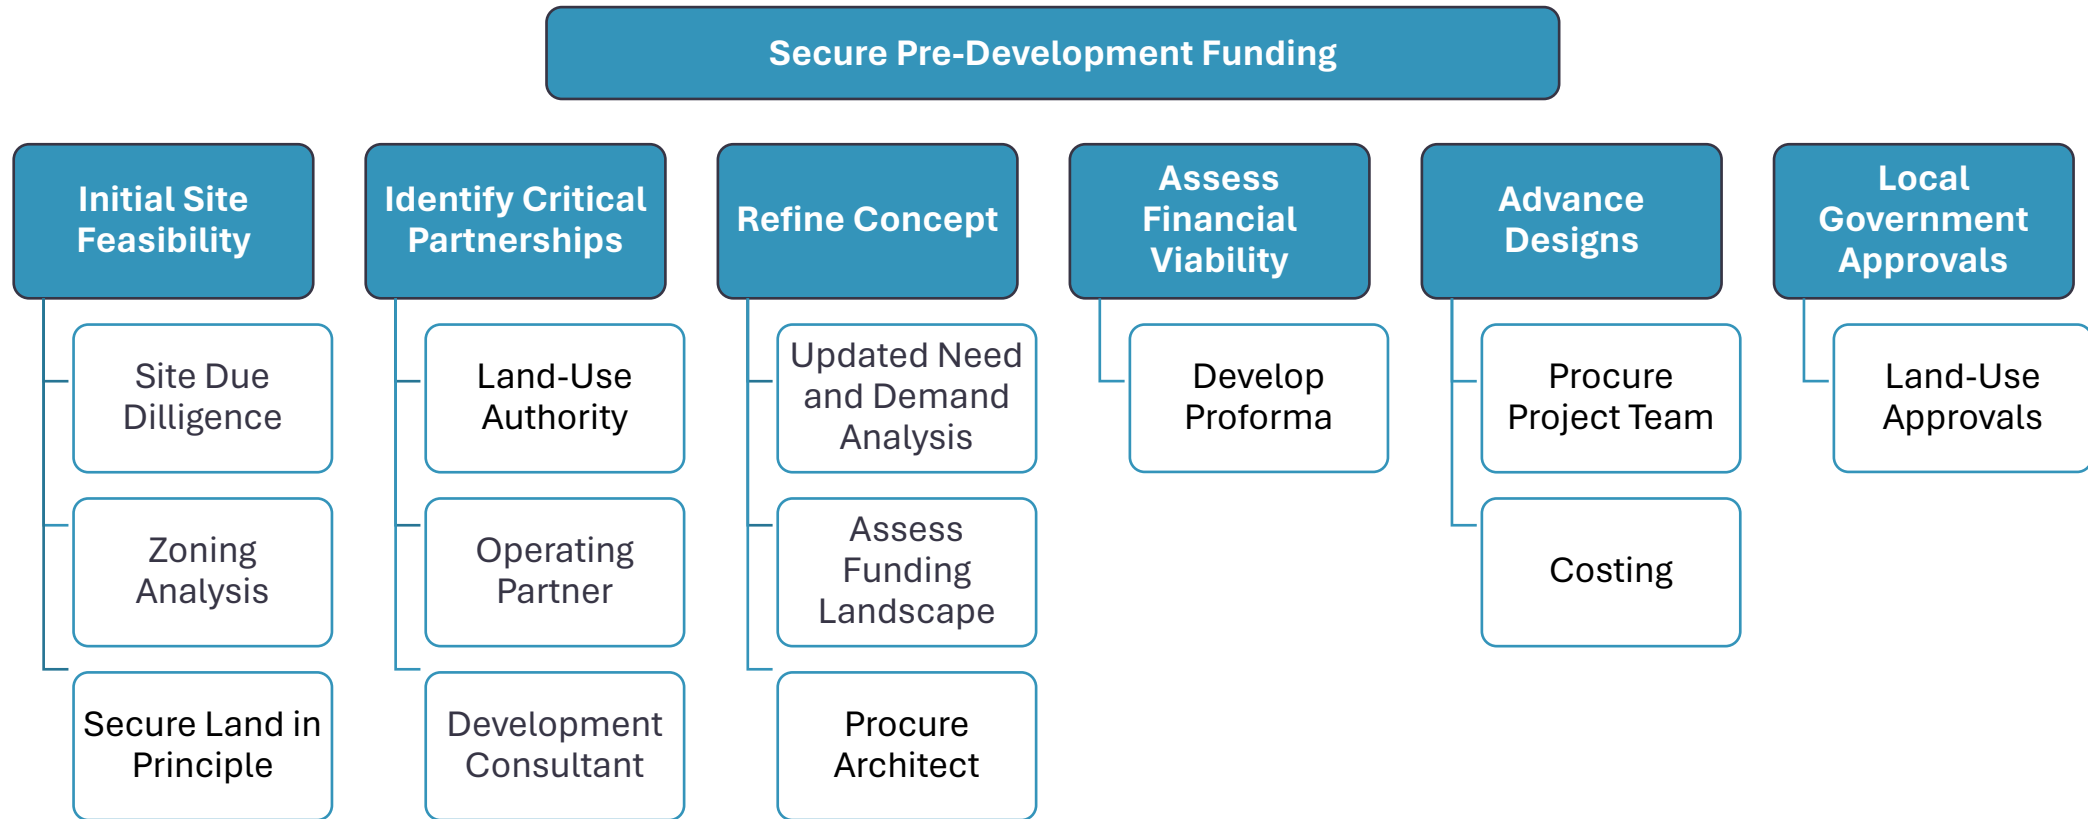 Secure Pre-Development Funding
Initial Site
Feasibility
Site Due
Dilligence
Zoning
Analysis
Secure Land in
Principle
Identify Critical
Partnerships
Land-Use
Authority
Operating
Partner
Development
Consultant
Refine Concept
Updated Need
and Demand
Analysis
Assess
Funding
Landscape
Procure
Architect
Assess
Financial
Viability
Develop
Proforma
Advance
Designs
Procure
Project Team
Costing
Local
Government
Approvals
Land-Use
Approvals